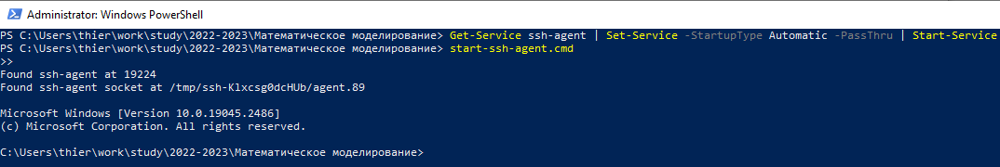 Administrator: Windows PowerShell
PS C:\Users\thier\work\study\2022-2023\Математическое моделирование> Get-Service ssh-agent | Set-Service -StartupType Automatic -PassThru | Start-Service
PS C:\Users\thier\work\study\2022-2023\Математическое моделирование> start-ssh-agent.cmd
>>
Found ssh-agent at 19224
Found ssh-agent socket at /tmp/ssh-Klxcsg0dcHUb/agent.89
Microsoft Windows [Version 10.0.19045.2486]
(c) Microsoft Corporation. All rights reserved.
C:\Users\thier\work\study\2022-2023\Математическое моделирование>